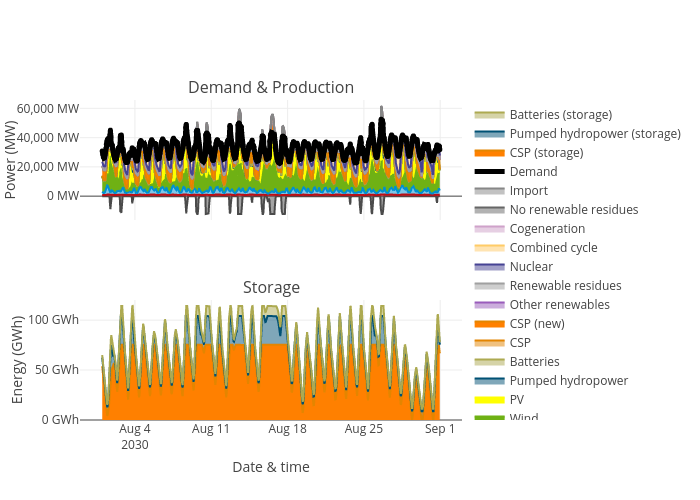 Demand & Production
Power (MW)
60,000 MW
40,000 MW
20,000 MW
0 MW
Storage
Energy (GWh)
100 GWh
50 GWh
0 GWh
Aug 4
2030
Aug 11
Aug 18
Aug 25
Sep 1
Date & time
Batteries (storage)
Pumped hydropower (storage)
CSP (storage)
Demand
Import
No renewable residues
Cogeneration
Combined cycle
Nuclear
Renewable residues
Other renewables
CSP (new)
CSP
Batteries
Pumped hydropower
PV
Wind